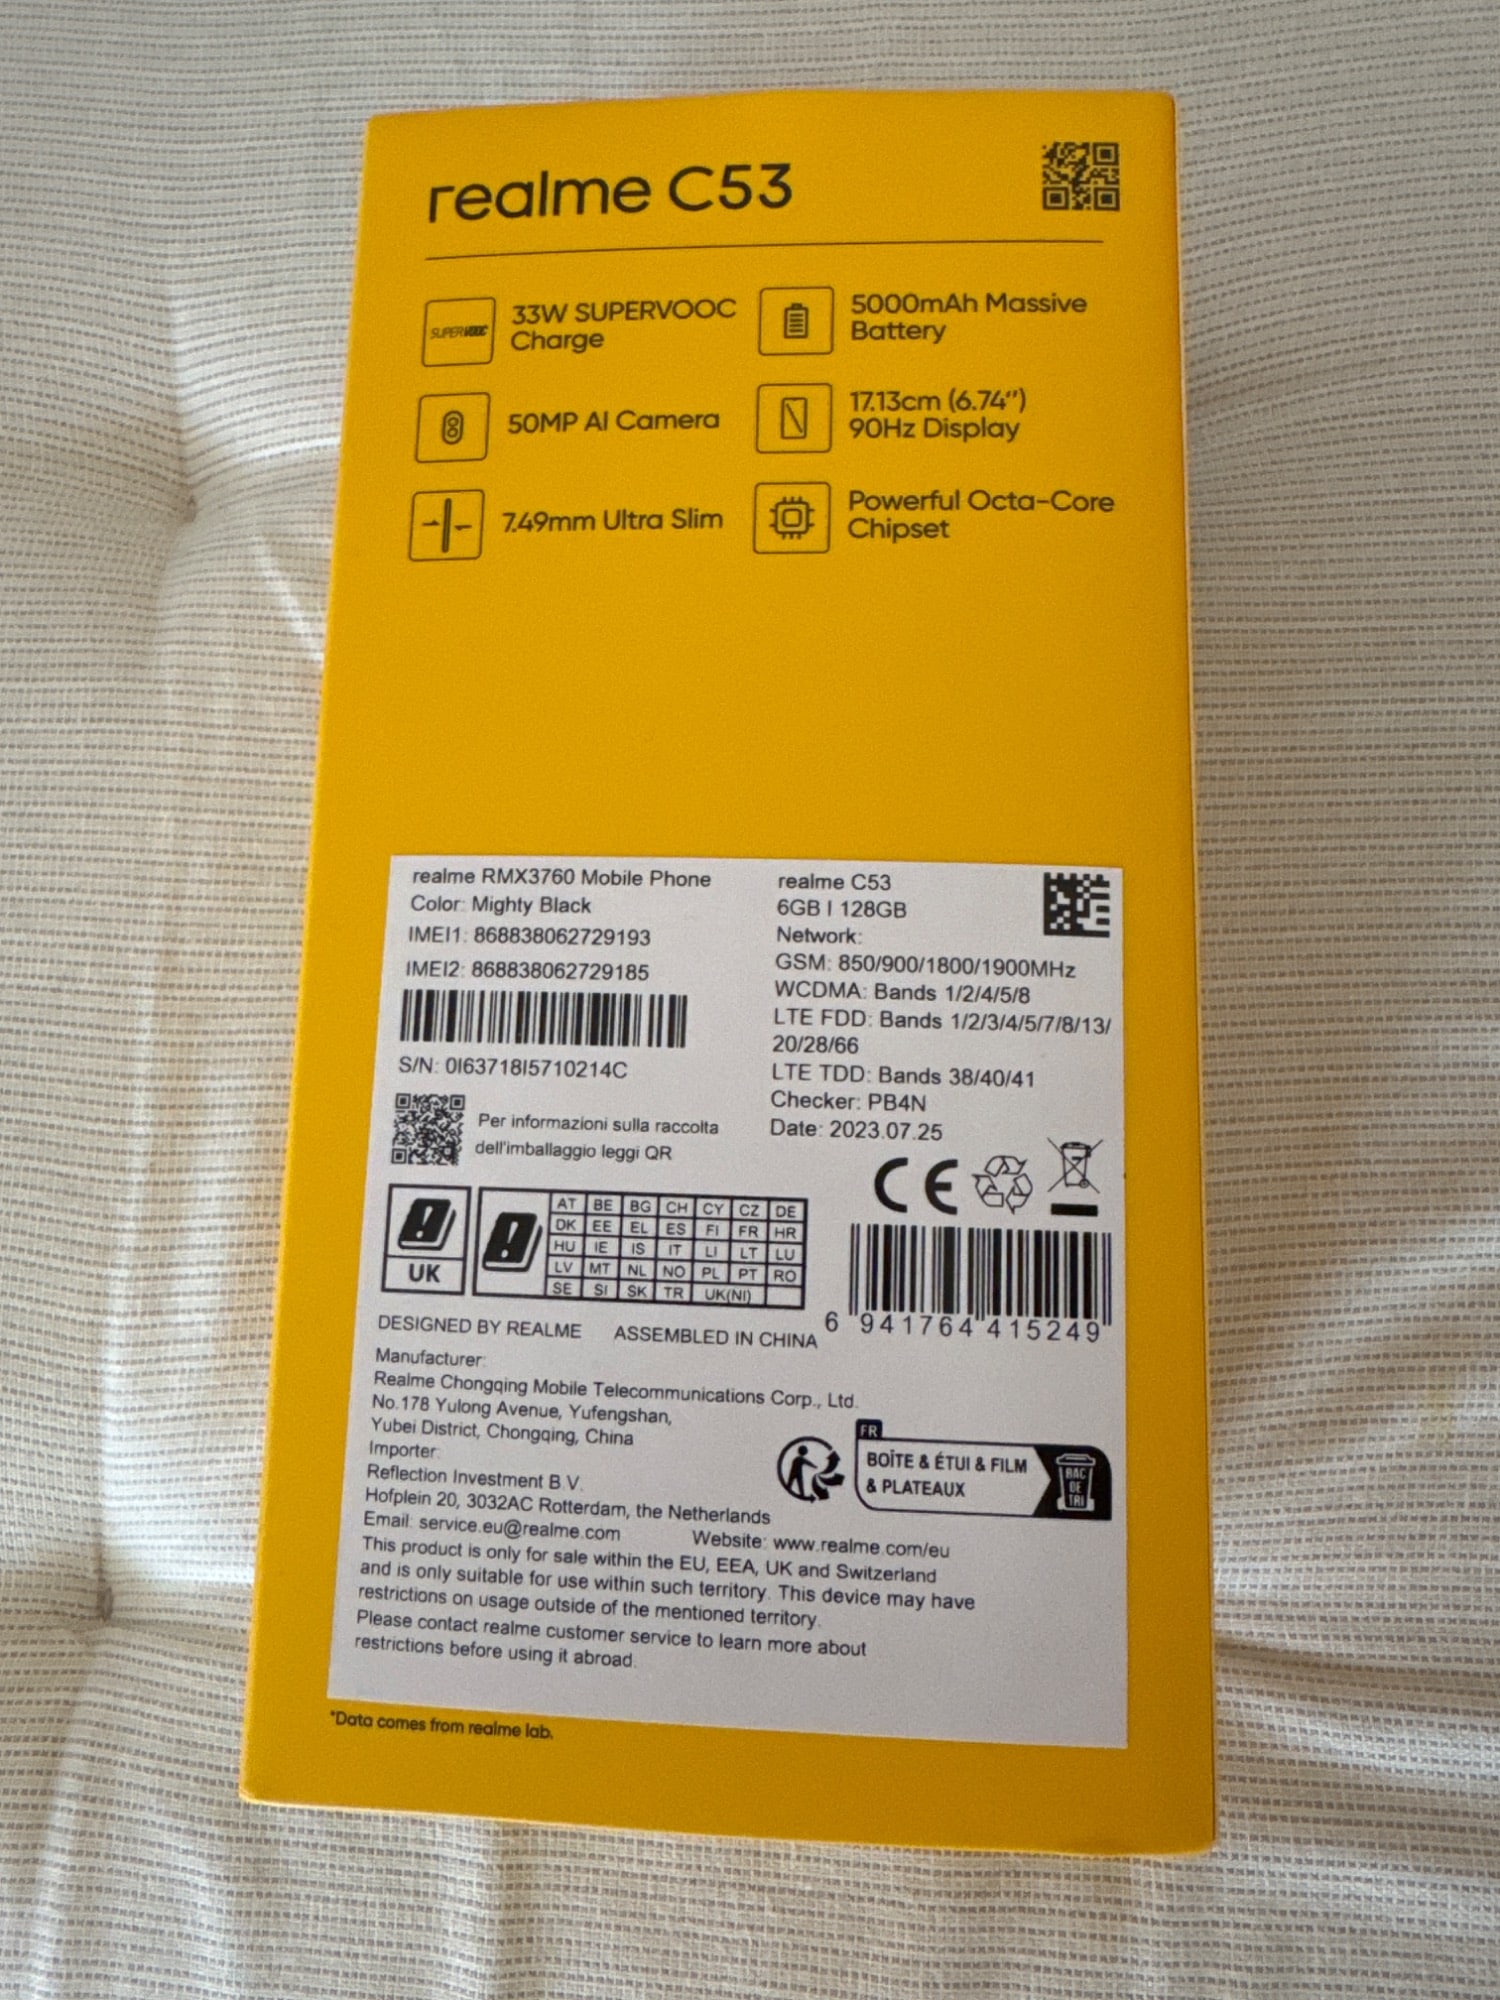 realme C53
SUPERVOOC
33W SUPERVOOC
Charge
5000mAh Massive
Battery
50MP AI Camera
17.13cm (6.74")
90Hz Display
7.49mm Ultra Slim
Powerful Octa-Core
Chipset
realme RMX3760 Mobile Phone
Color: Mighty Black
IMEI1: 868838062729193
IMEI2: 868838062729185
S/N: 0I63718I5710214C
Per informazioni sulla raccolta
dell'imballaggio leggi QR
realme C53
6GB I 128GB
Network:
GSM: 850/900/1800/1900MHz
WCDMA: Bands 1/2/4/5/8
LTE FDD: Bands 1/2/3/4/5/7/8/13/
20/28/66
LTE TDD: Bands 38/40/41
Checker: PB4N
Date: 2023.07.25
CE
UK
AT BE BG CH CY CZ DE
DK EE EL ES FI FR HR
HU IE IS IT LI LT LU
LV MT NL NO PL PT RO
SE SI SK TR UK(NI)
6 941764 415249
DESIGNED BY REALME ASSEMBLED IN CHINA
Manufacturer:
Realme Chongqing Mobile Telecommunications Corp., Ltd.
No.178 Yulong Avenue, Yufengshan,
Yubei District, Chongqing, China
Importer:
Reflection Investment B.V.
Hofplein 20, 3032AC Rotterdam, the Netherlands
Email: service.eu@realme.com Website: www.realme.com/eu
FR
BOÎTE & ÉTUI & FILM
& PLATEAUX
BAC
DE
TRI
This product is only for sale within the EU, EEA, UK and Switzerland
and is only suitable for use within such territory. This device may have
restrictions on usage outside of the mentioned territory.
Please contact realme customer service to learn more about
restrictions before using it abroad.
*Data comes from realme lab.